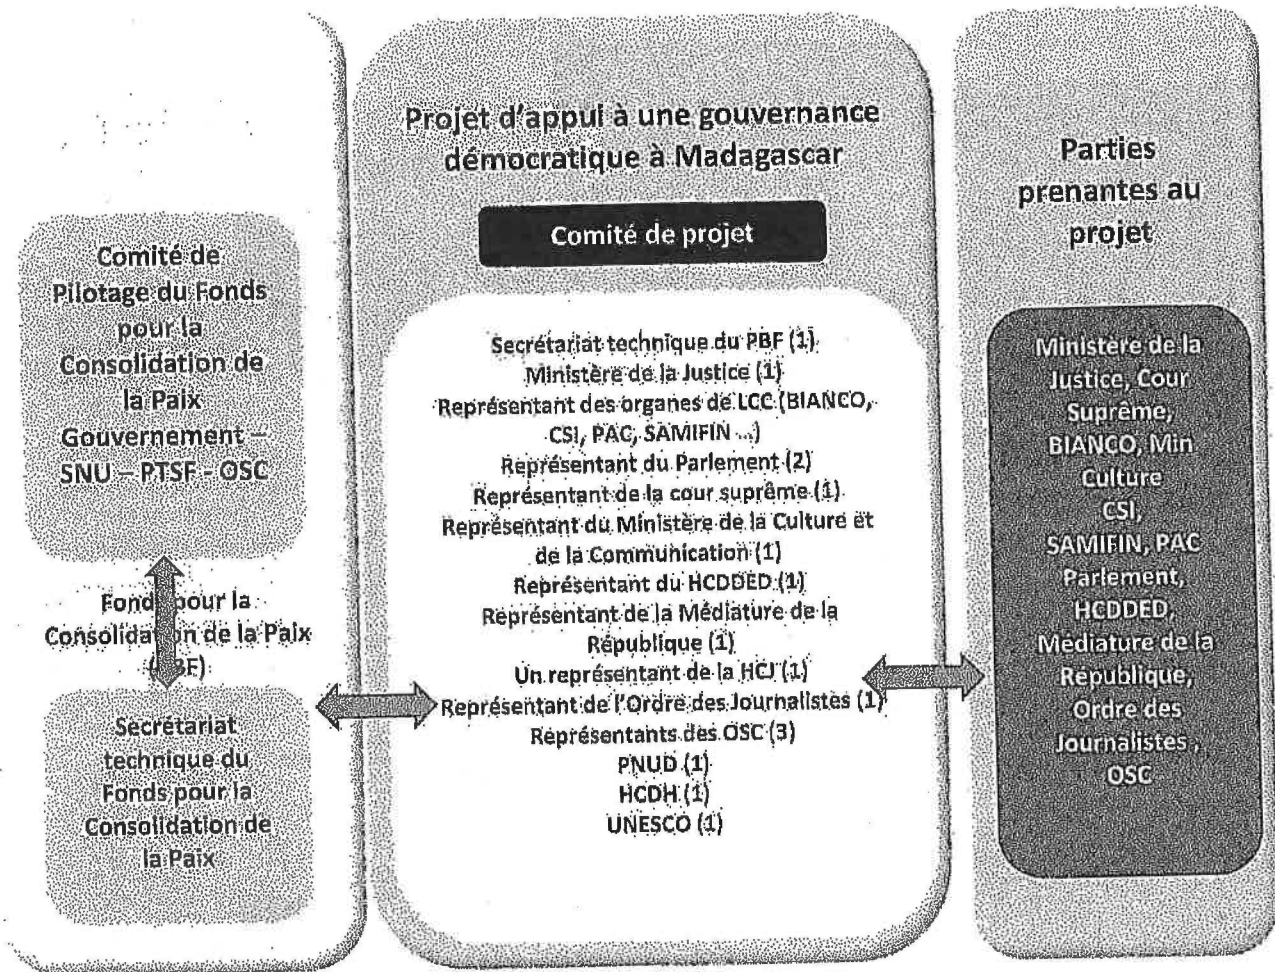 Comité de
Pilotage du Fonds
pour la
Consolidation de
la Paix
Gouvernement –
SNU – PTSF - OSC
Fonds pour la
Consolidation de la Paix
Secrétariat
technique du
Fonds pour la
Consolidation de
la Paix
Projet d'appui à une gouvernance
démocratique à Madagascar
Comité de projet
Secrétariat technique du PBF (1)
Ministère de la Justice (1)
Représentant des organes de LCC (BIANCO,
CSI, PAC, SAMIFIN ...)
Représentant du Parlement (2)
Représentant de la cour suprême (1)
Représentant du Ministère de la Culture et
de la Communication (1)
Représentant du HCDDED (1)
Représentant de la Médiature de la
République (1)
Un représentant de la HCJ (1)
Représentant de l'Ordre des Journalistes (1)
Représentants des OSC (3)
PNUD (1)
HCDH (1)
UNESCO (1)
Parties
prenantes au
projet
Ministère de la
Justice, Cour
Suprême,
BIANCO, Min
Culture
CSI,
SAMIFIN, PAC
Parlement,
HCDDED,
Médiature de la
République,
Ordre des
Journalistes ,
OSC